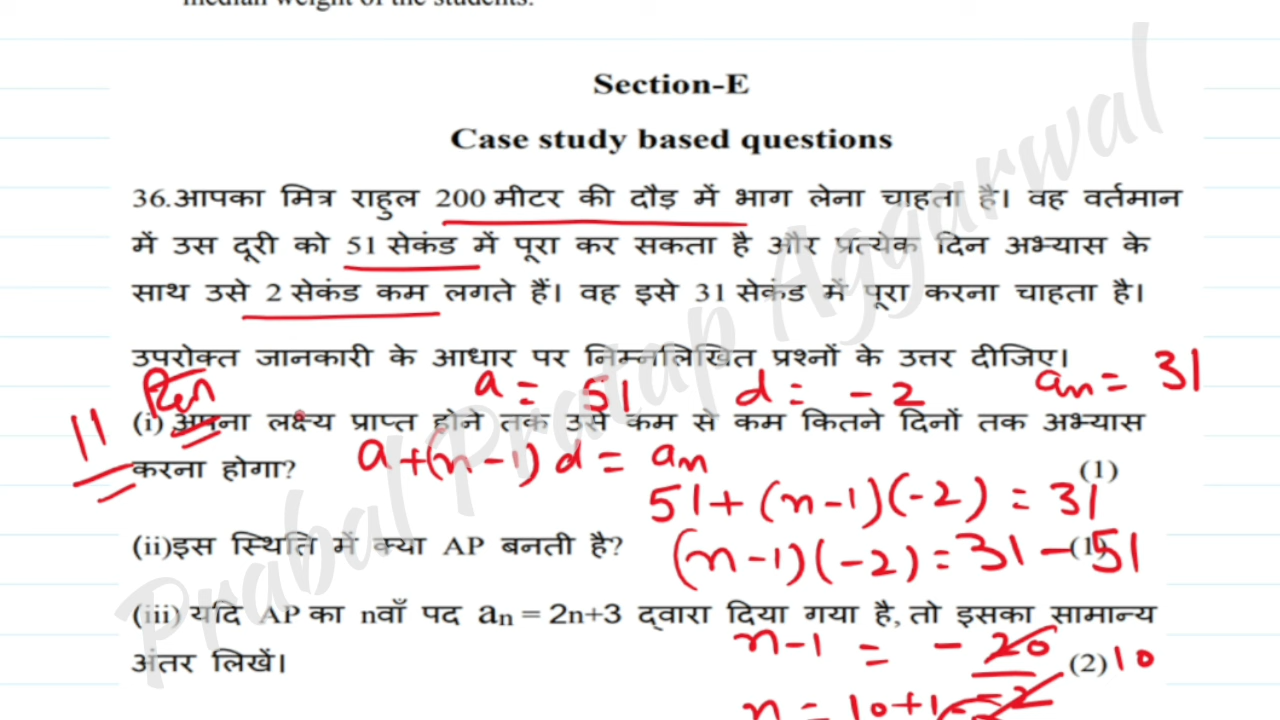 median weight of the students.
Section-E
Case study based questions
36.आपका मित्र राहुल 200 मीटर की दौड़ में भाग लेना चाहता है। वह वर्तमान
में उस दूरी को 51 सेकंड में पूरा कर सकता है और प्रत्येक दिन अभ्यास के
साथ उसे 2 सेकंड कम लगते हैं। वह इसे 31 सेकंड में पूरा करना चाहता है।
उपरोक्त जानकारी के आधार पर निम्नलिखित प्रश्नों के उत्तर दीजिए।
a = 51 d = -2 an = 31
(i) अपना लक्ष्य प्राप्त होने तक उसे कम से कम कितने दिनों तक अभ्यास
11
करना होगा? a+(n-1)d = an (1)
51+(n-1)(-2) = 31
(ii)इस स्थिति में क्या AP बनती है? (1)
(n-1)(-2) = 31-51
(iii) यदि AP का nवाँ पद an = 2n+3 द्वारा दिया गया है, तो इसका सामान्य
अंतर लिखें। (2)
n-1 = -20/-2 10
n = 10+1
Prabal Pratap Aggarwal